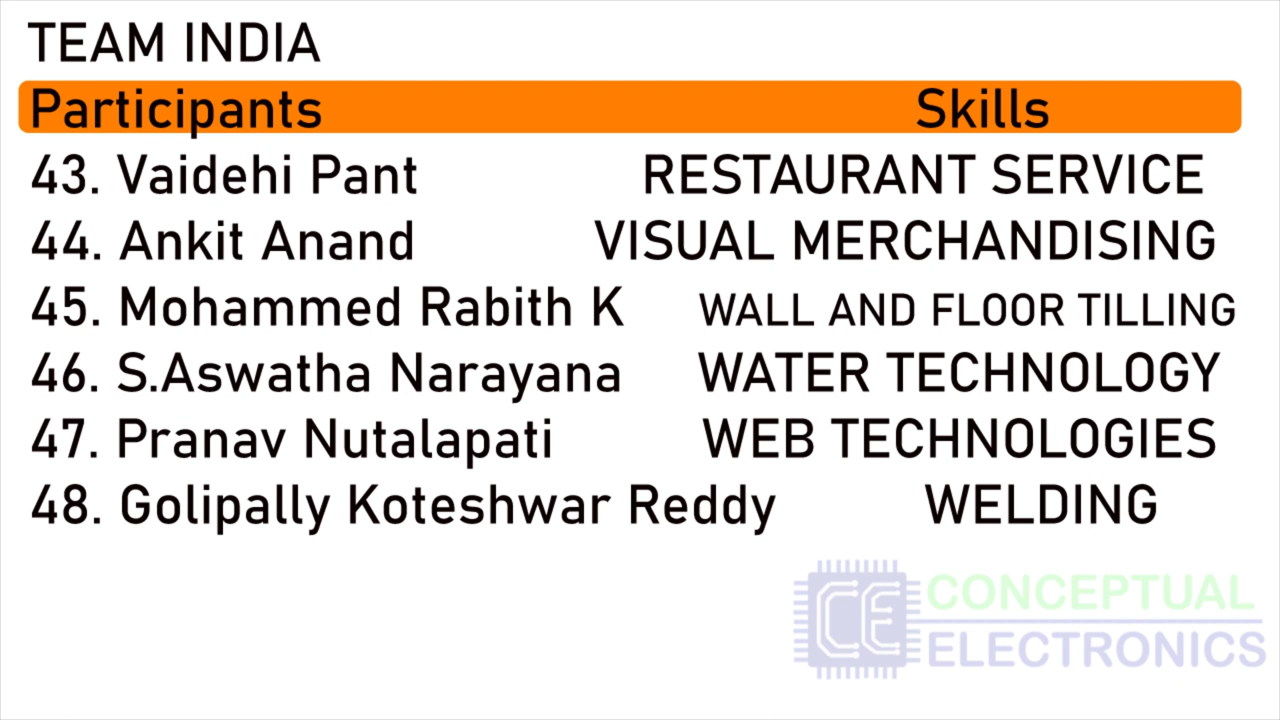 TEAM INDIA
Participants Skills
43. Vaidehi Pant RESTAURANT SERVICE
44. Ankit Anand VISUAL MERCHANDISING
45. Mohammed Rabith K WALL AND FLOOR TILLING
46. S.Aswatha Narayana WATER TECHNOLOGY
47. Pranav Nutalapati WEB TECHNOLOGIES
48. Golipally Koteshwar Reddy WELDING
CE CONCEPTUAL
ELECTRONICS